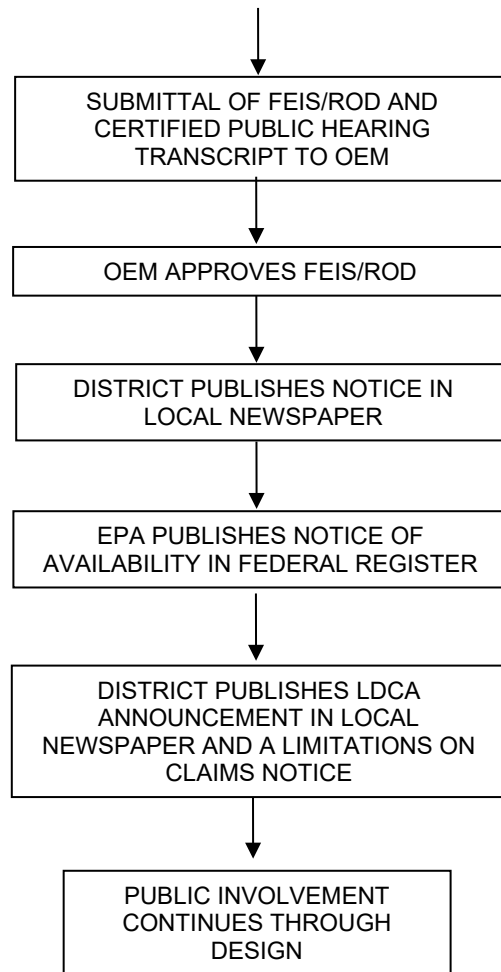 SUBMITTAL OF FEIS/ROD AND
CERTIFIED PUBLIC HEARING
TRANSCRIPT TO OEM
OEM APPROVES FEIS/ROD
DISTRICT PUBLISHES NOTICE IN
LOCAL NEWSPAPER
EPA PUBLISHES NOTICE OF
AVAILABILITY IN FEDERAL REGISTER
DISTRICT PUBLISHES LDCA
ANNOUNCEMENT IN LOCAL
NEWSPAPER AND A LIMITATIONS ON
CLAIMS NOTICE
PUBLIC INVOLVEMENT
CONTINUES THROUGH
DESIGN